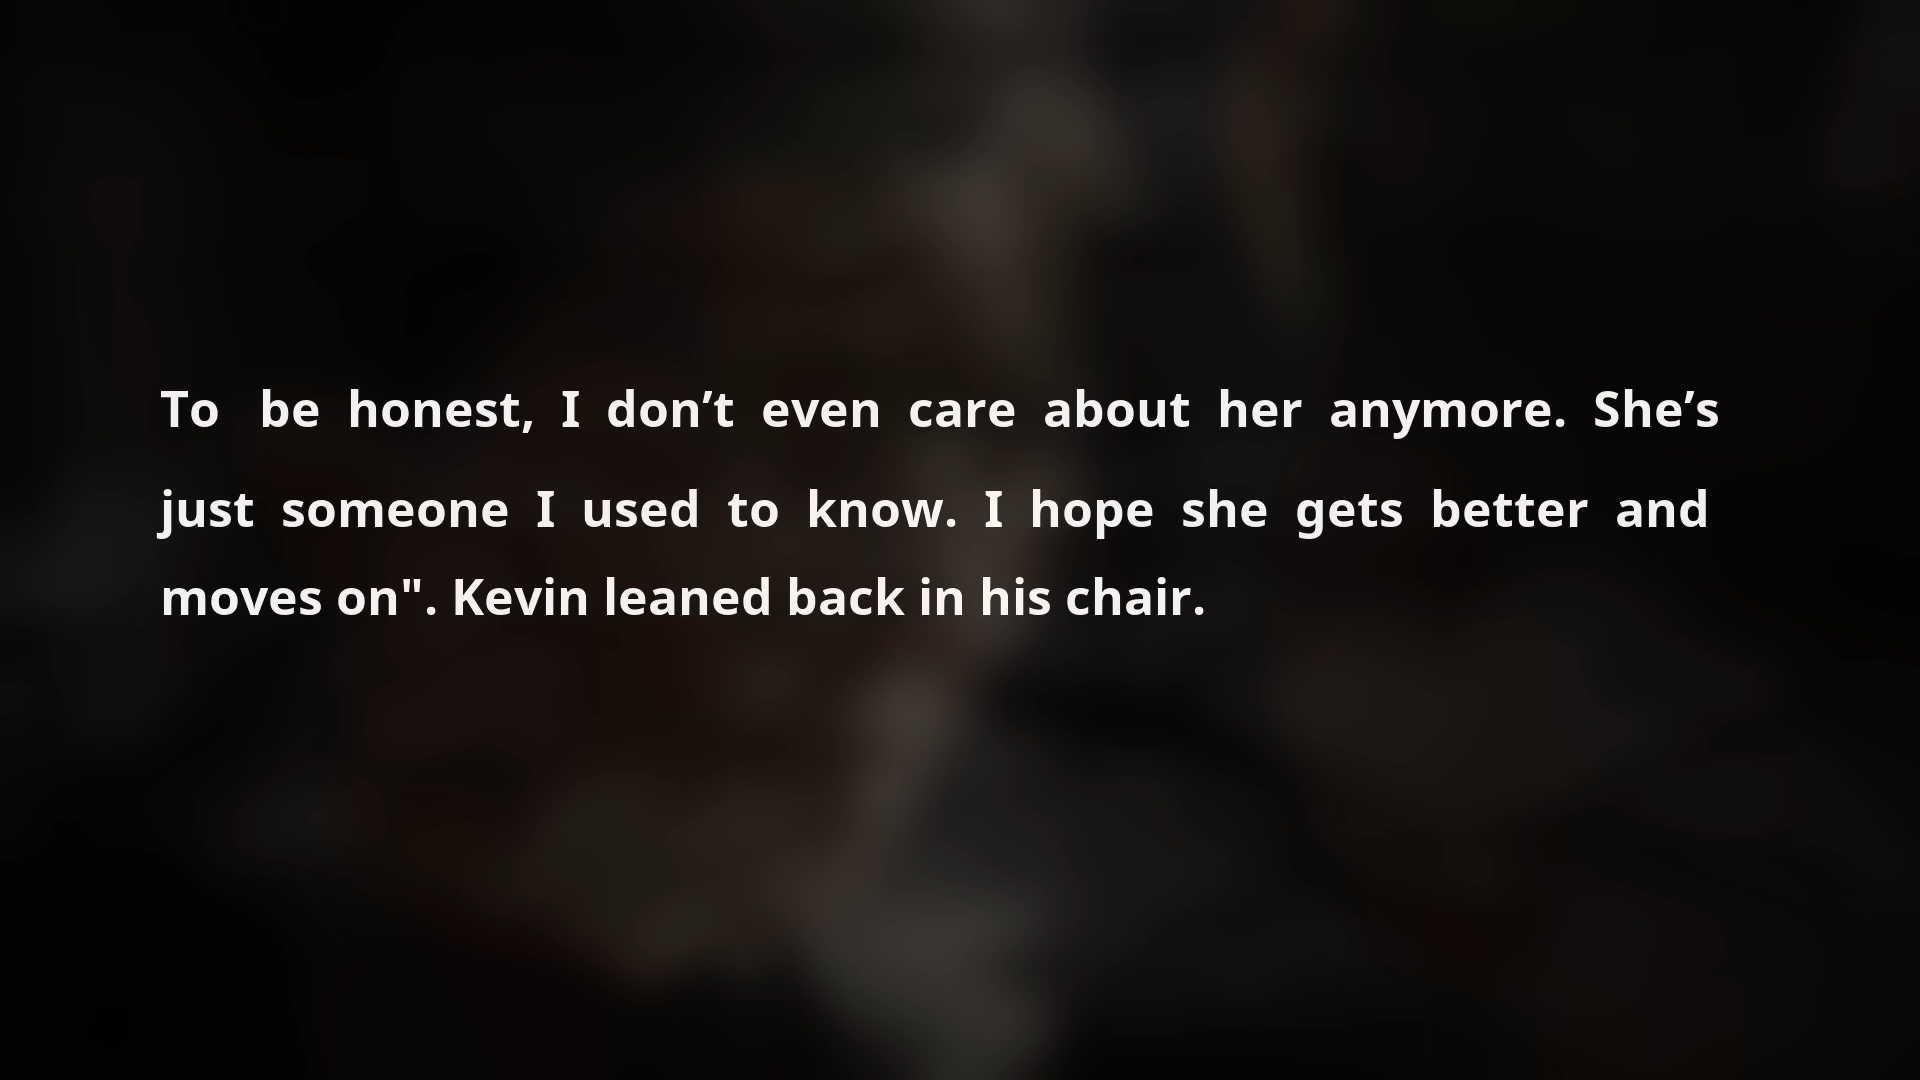 To be honest, I don’t even care about her anymore. She’s
just someone I used to know. I hope she gets better and
moves on". Kevin leaned back in his chair.